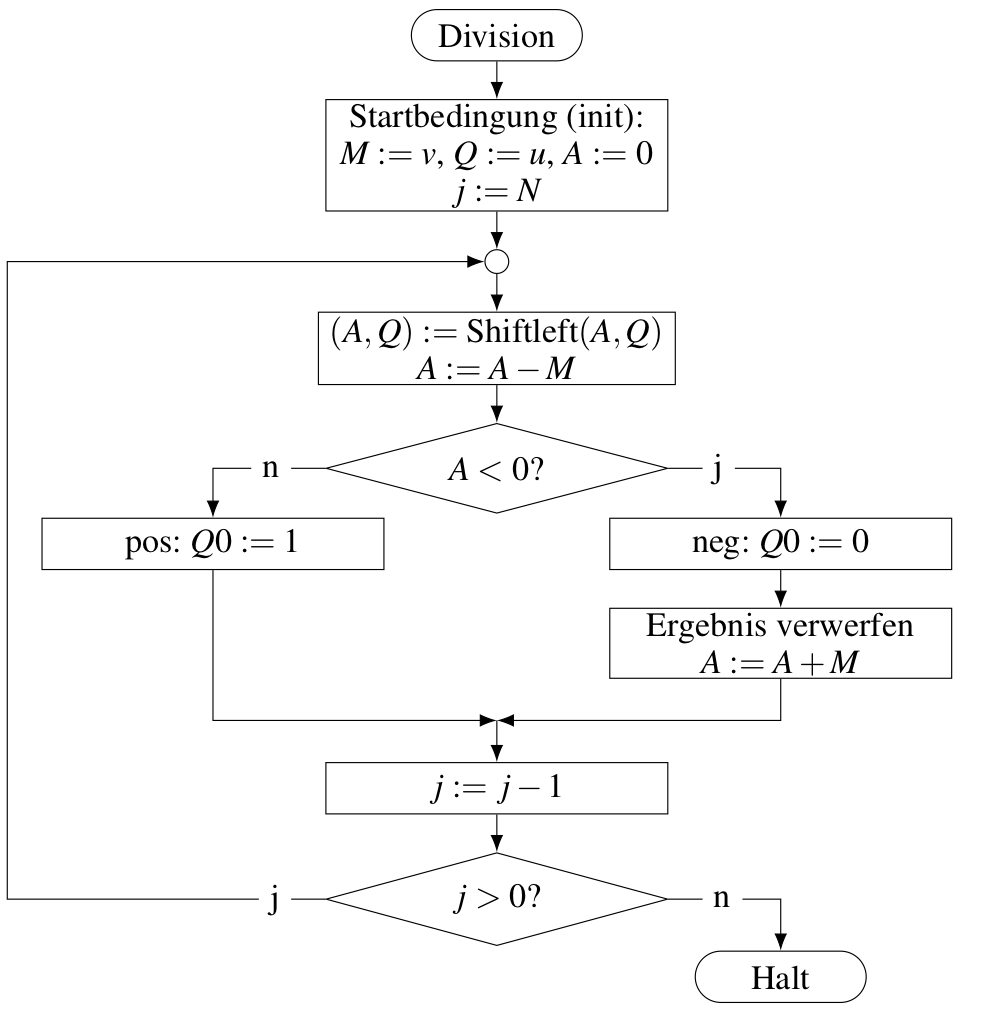 Division
Startbedingung (init):
M := v, Q := u, A := 0
j := N
(A, Q) := Shiftleft(A, Q)
A := A − M
A < 0?
n
j
pos: Q0 := 1
neg: Q0 := 0
Ergebnis verwerfen
A := A + M
j := j − 1
j > 0?
j
n
Halt